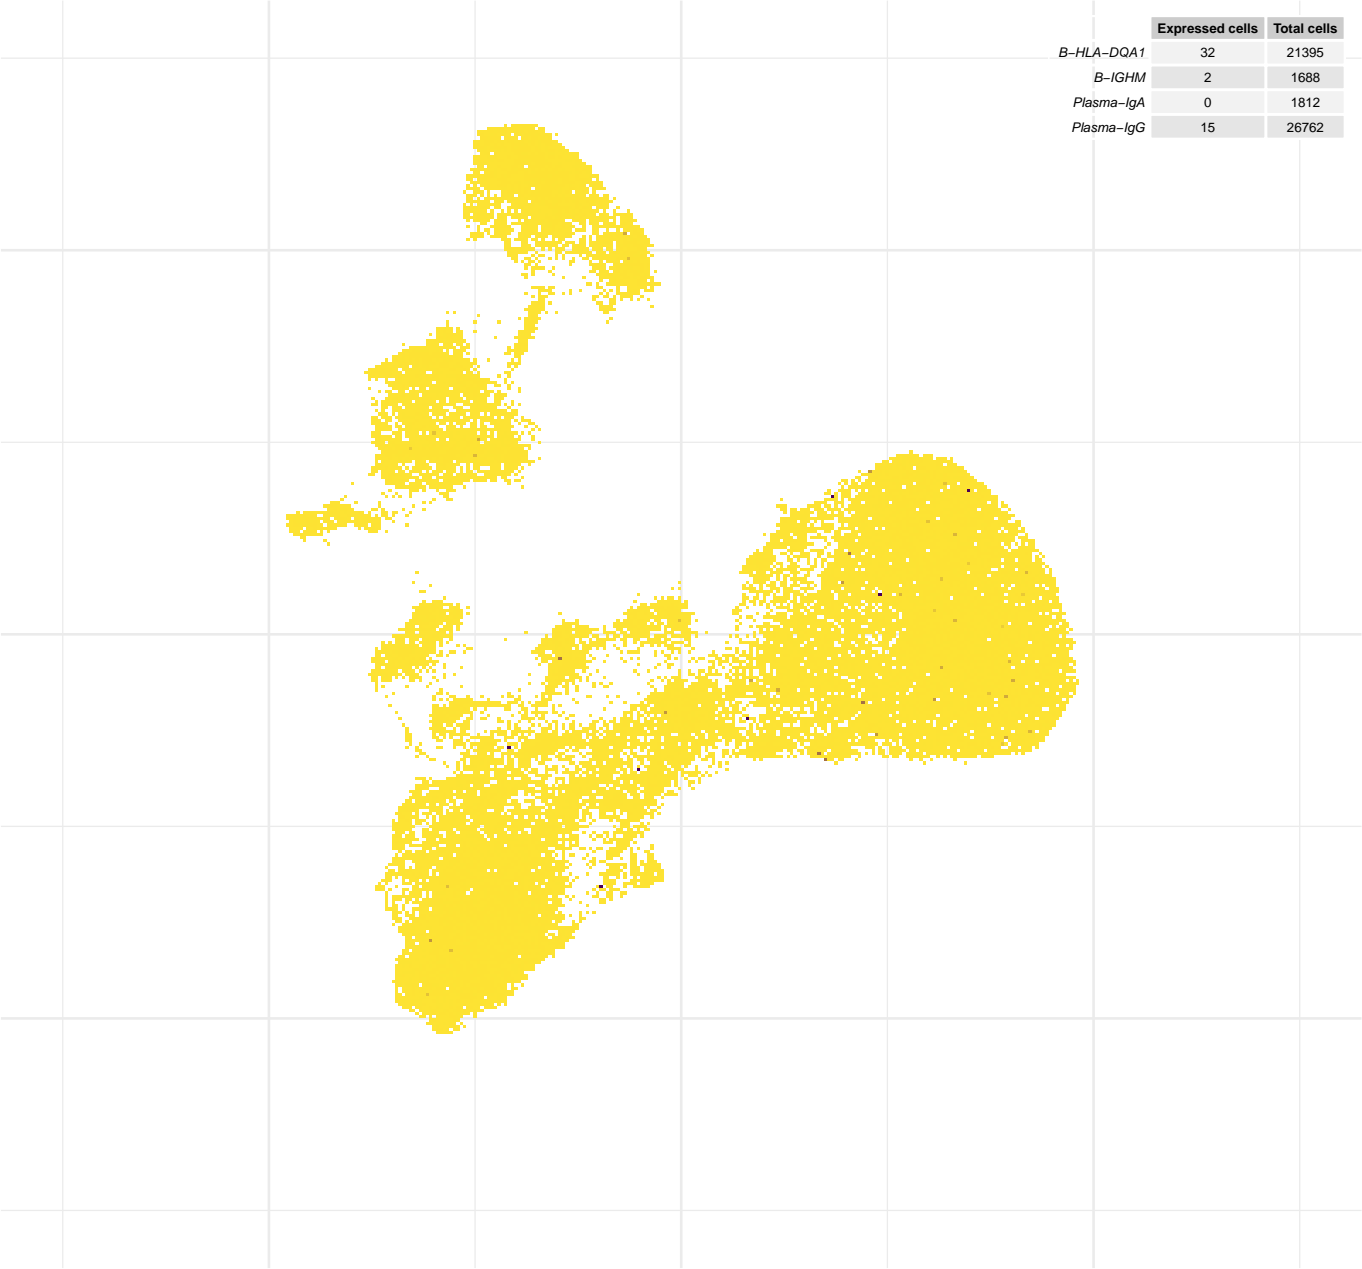 Expressed cells Total cells
B−HLA−DQA1 32 21395
B−IGHM 2 1688
Plasma−IgA 0 1812
Plasma−IgG 15 26762